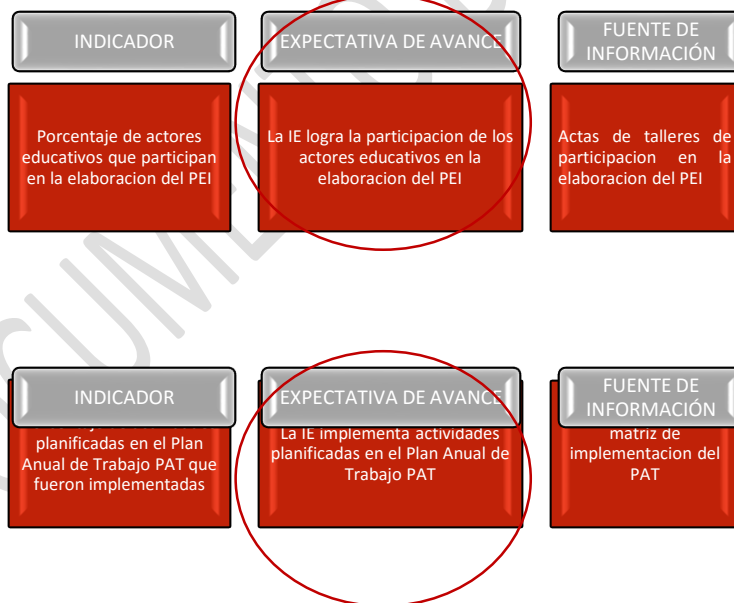 INDICADOR
EXPECTATIVA DE AVANCE
FUENTE DE
INFORMACIÓN
Porcentaje de actores
educativos que participan
en la elaboracion del PEI
La IE logra la participacion de los
actores educativos en la
elaboracion del PEI
Actas de talleres de
participacion en la
elaboracion del PEI
INDICADOR
EXPECTATIVA DE AVANCE
FUENTE DE
INFORMACIÓN
planificadas en el Plan
Anual de Trabajo PAT que
fueron implementadas
La IE implementa actividades
planificadas en el Plan Anual de
Trabajo PAT
matriz de
implementacion del
PAT